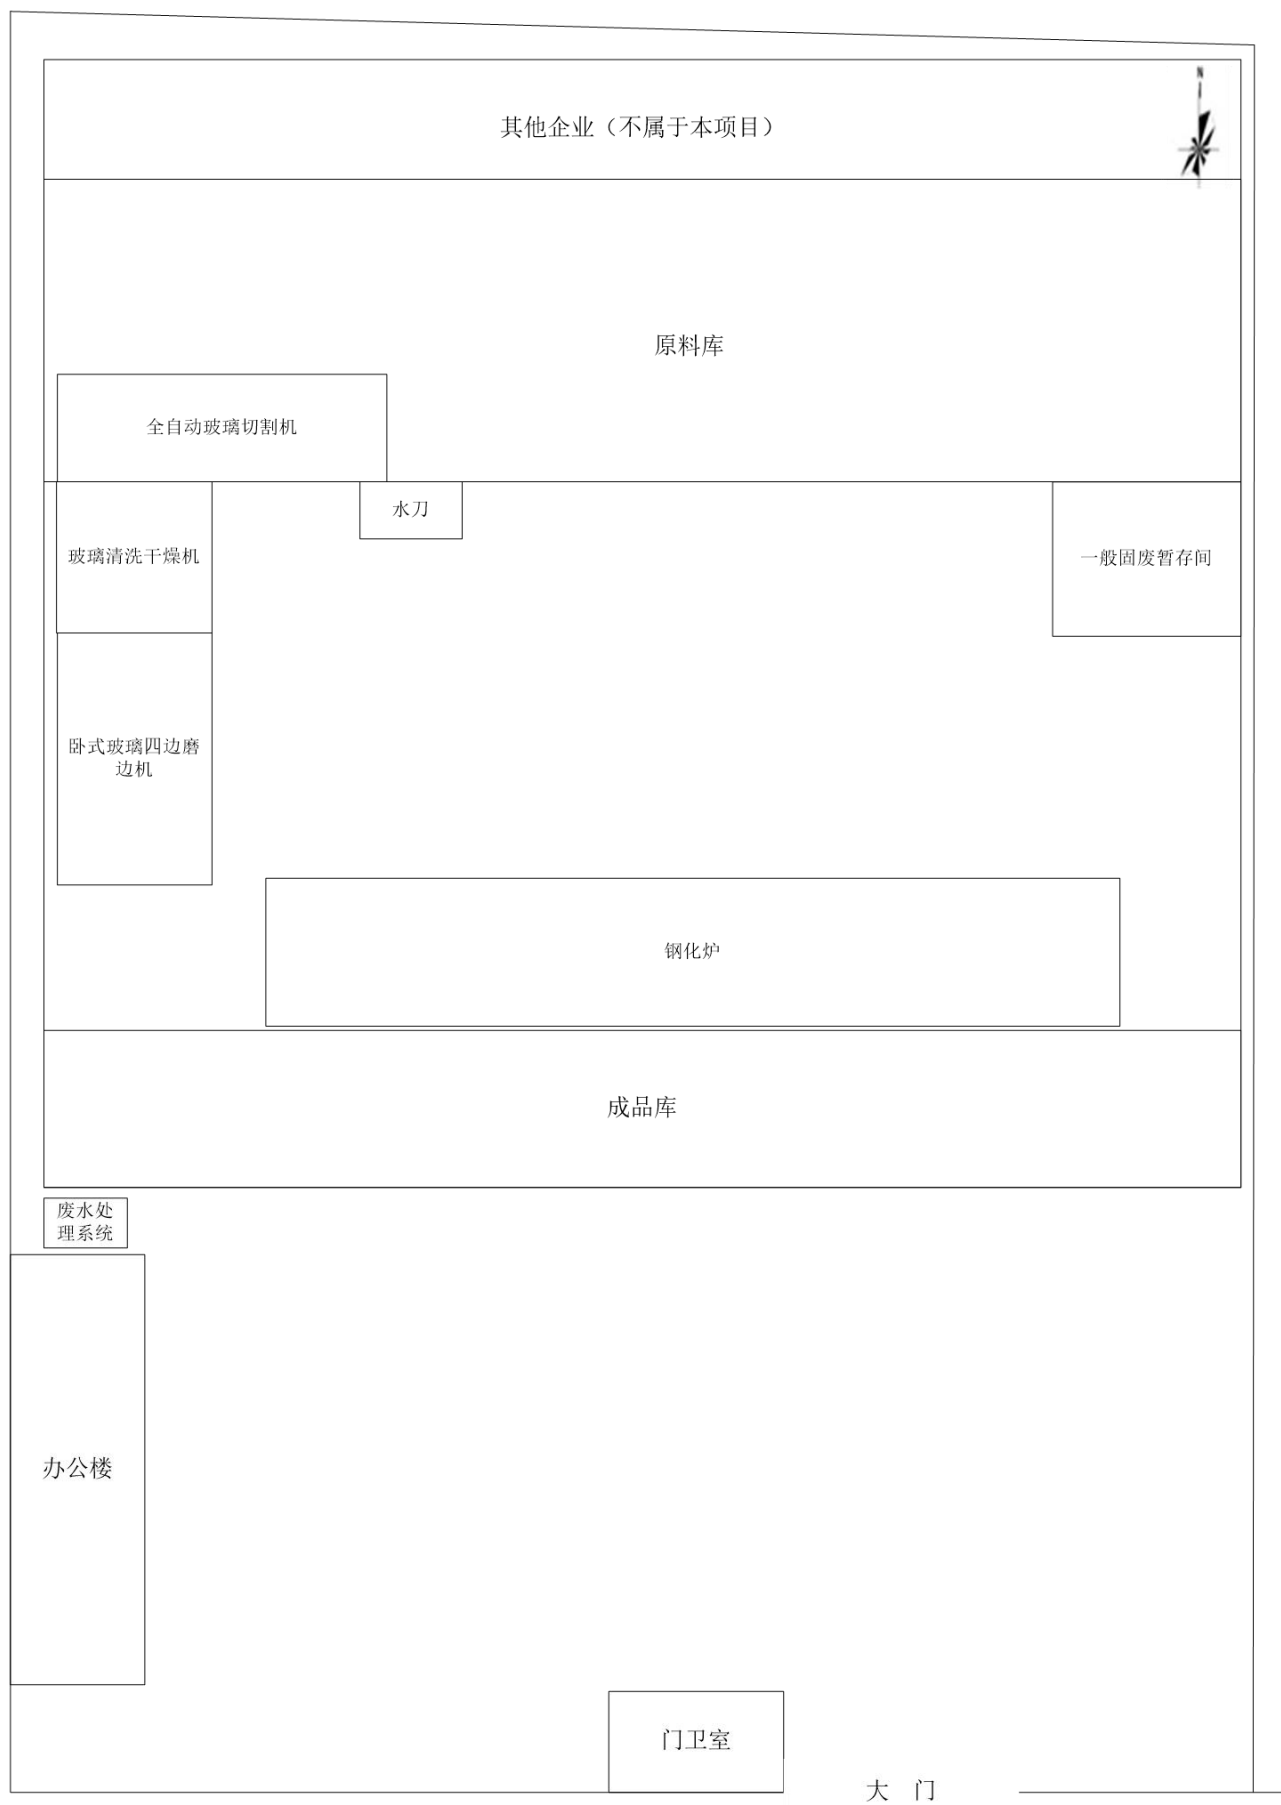 N
其他企业（不属于本项目）
原料库
全自动玻璃切割机
水刀
玻璃清洗干燥机
一般固废暂存间
卧式玻璃四边磨
边机
钢化炉
成品库
废水处
理系统
办公楼
门卫室
大 门